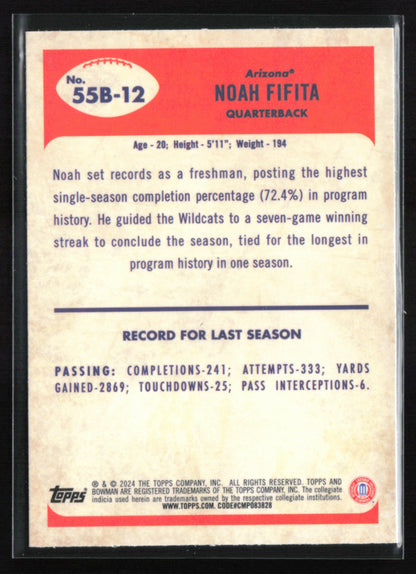 No.
55B-12
Arizona®
NOAH FIFITA
QUARTERBACK
Age - 20; Height - 5'11"; Weight - 194
Noah set records as a freshman, posting the highest
single-season completion percentage (72.4%) in program
history. He guided the Wildcats to a seven-game winning
streak to conclude the season, tied for the longest in
program history in one season.
RECORD FOR LAST SEASON
PASSING: COMPLETIONS-241; ATTEMPTS-333; YARDS
GAINED-2869; TOUCHDOWNS-25; PASS INTERCEPTIONS-6.
Topps
® & © 2024 THE TOPPS COMPANY, INC. ALL RIGHTS RESERVED. TOPPS AND
BOWMAN ARE REGISTERED TRADEMARKS OF THE TOPPS COMPANY, INC. The collegiate
indicia used herein are trademarks of their respective collegiate institutions.
WWW.TOPPS.COM. CODE#CMP083828